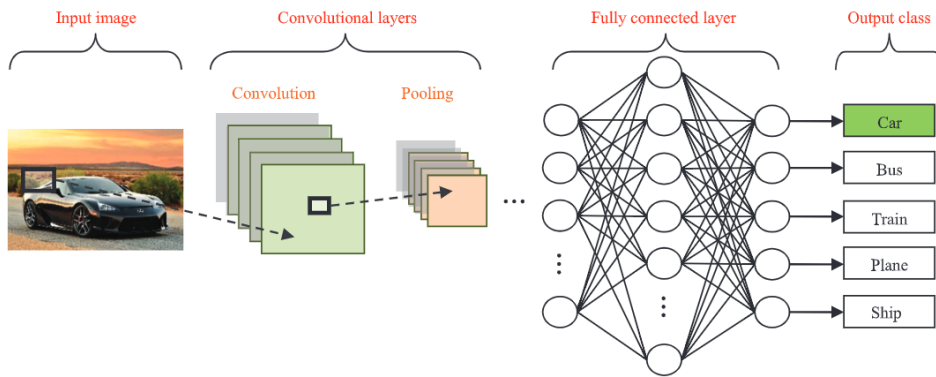 Input image
Convolutional layers
Fully connected layer
Output class
Convolution
Pooling
Car
Bus
Train
Plane
Ship